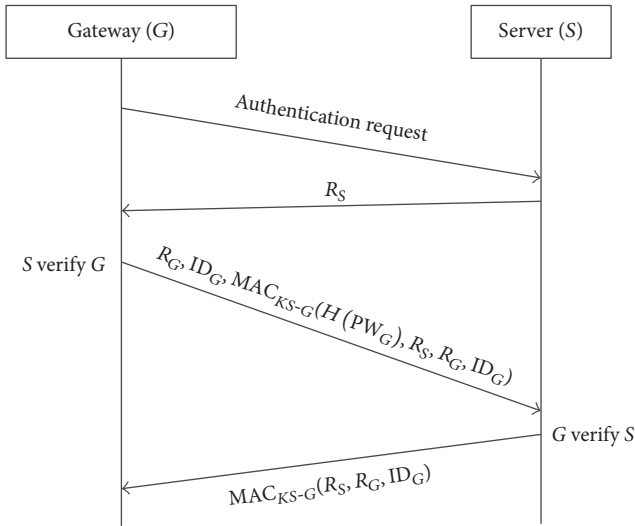 Gateway (G)
Server (S)
Authentication request
R_S
S verify G
R_G, ID_G, MAC_KS-G(H (PW_G), R_S, R_G, ID_G)
G verify S
MAC_KS-G(R_S, R_G, ID_G)